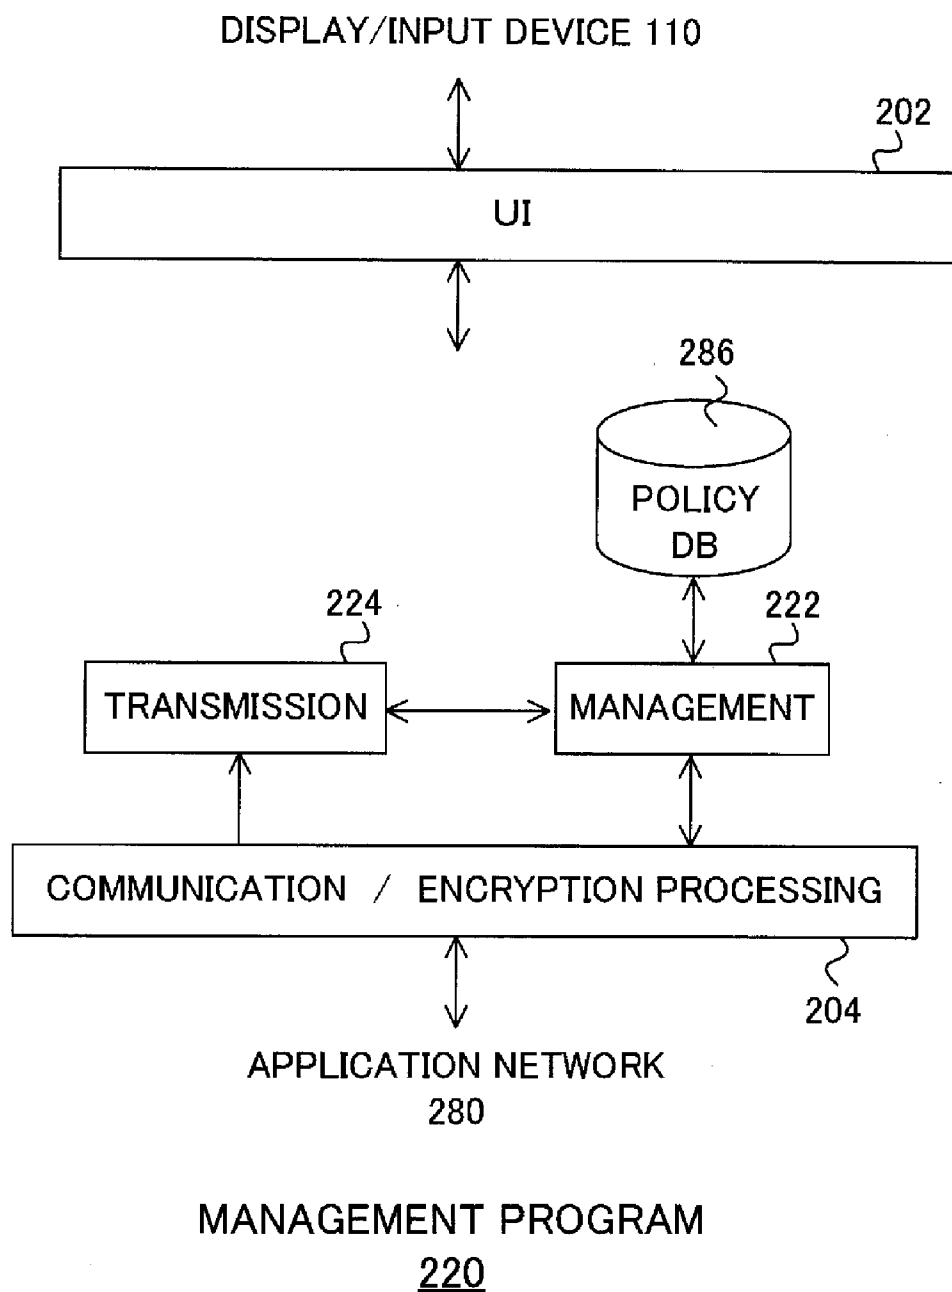 DISPLAY/INPUT DEVICE 110
202
UI
286
POLICY
DB
224
222
TRANSMISSION
MANAGEMENT
COMMUNICATION / ENCRYPTION PROCESSING
204
APPLICATION NETWORK
280
MANAGEMENT PROGRAM
220